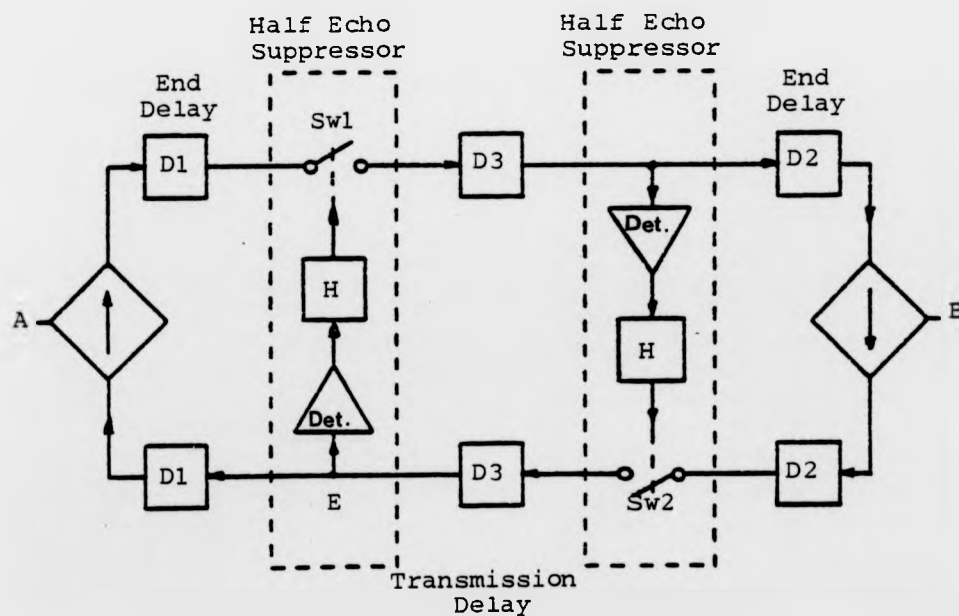 Half Echo
Suppressor
Half Echo
Suppressor
End
Delay
End
Delay
Sw1
D1
D3
D2
Det.
H
H
A
B
Det.
D1
E
D3
Sw2
D2
Transmission
Delay